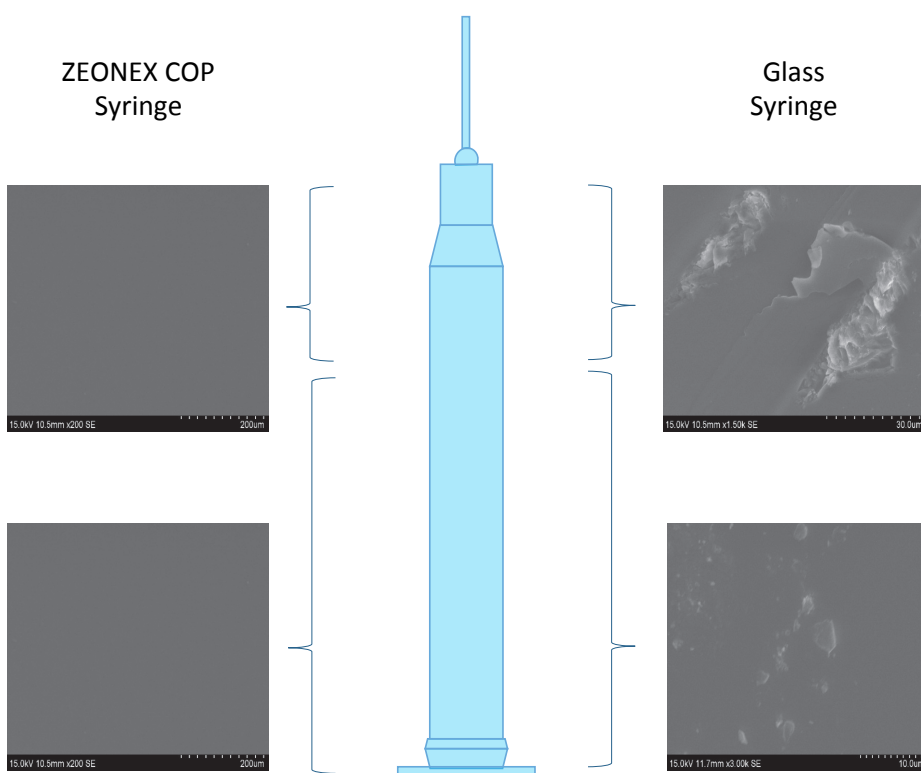 ZEONEX COP
Syringe
Glass
Syringe
15.0kV 10.5mm x200 SE 200um
15.0kV 10.5mm x1.50k SE 30.0um
15.0kV 10.5mm x200 SE 200um
15.0kV 11.7mm x3.00k SE 10.0um